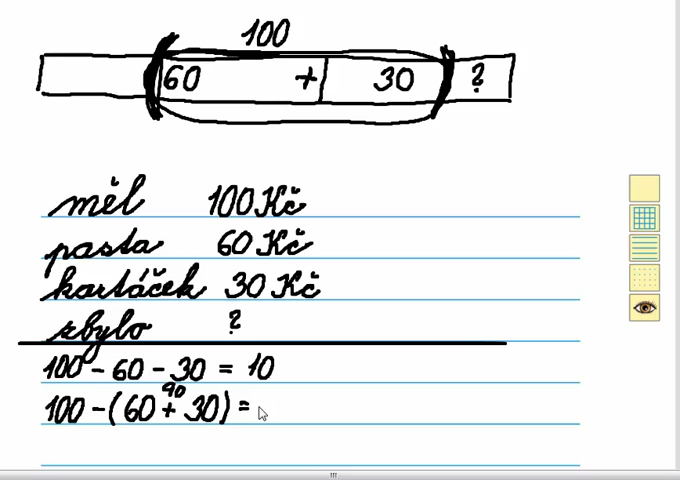 100
60 + 30 ?
měl 100 Kč
pasta 60 Kč
kartáček 30 Kč
zbylo ?
100 - 60 - 30 = 10
90
100 - (60 + 30) =